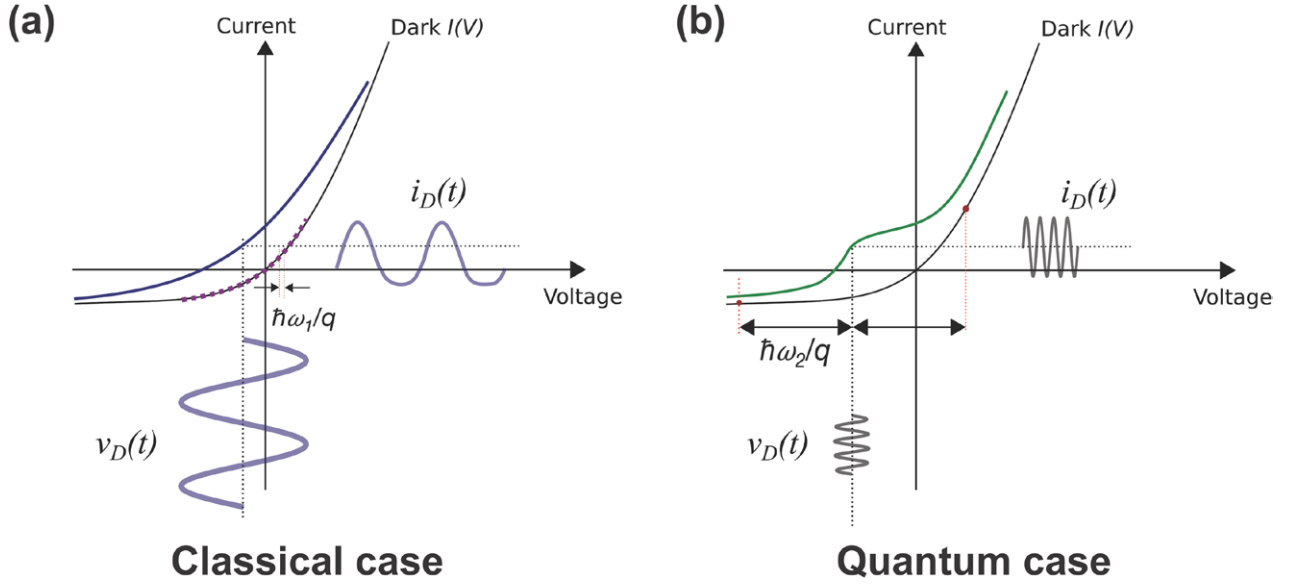 (a)
Current
Dark I(V)
i_D(t)
Voltage
ħω₁/q
v_D(t)
Classical case
(b)
Current
Dark I(V)
i_D(t)
Voltage
ħω₂/q
v_D(t)
Quantum case